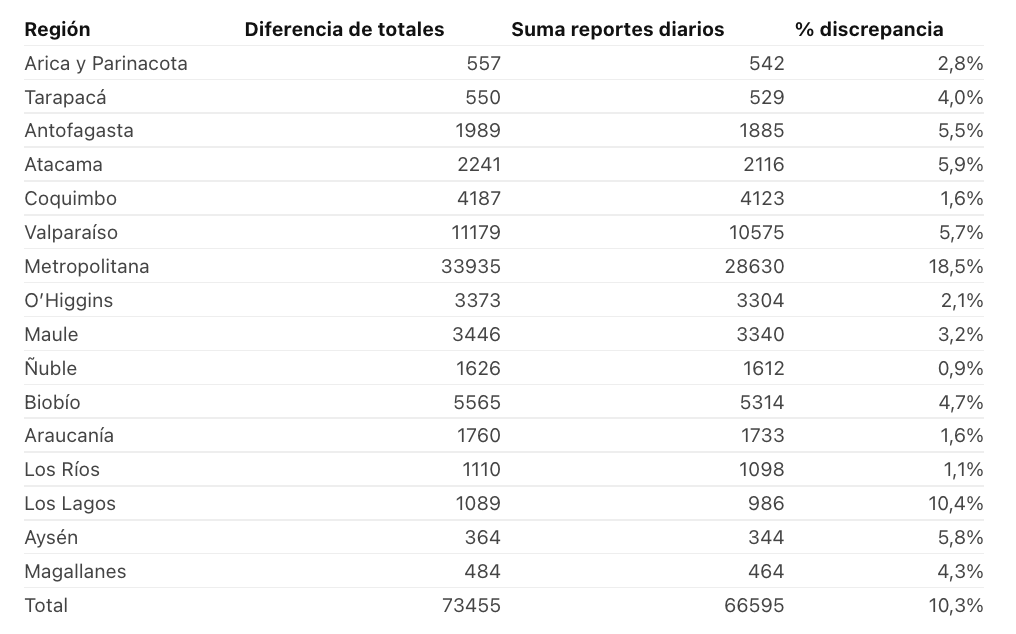 Región Diferencia de totales Suma reportes diarios % discrepancia
Arica y Parinacota 557 542 2,8%
Tarapacá 550 529 4,0%
Antofagasta 1989 1885 5,5%
Atacama 2241 2116 5,9%
Coquimbo 4187 4123 1,6%
Valparaíso 11179 10575 5,7%
Metropolitana 33935 28630 18,5%
O’Higgins 3373 3304 2,1%
Maule 3446 3340 3,2%
Ñuble 1626 1612 0,9%
Biobío 5565 5314 4,7%
Araucanía 1760 1733 1,6%
Los Ríos 1110 1098 1,1%
Los Lagos 1089 986 10,4%
Aysén 364 344 5,8%
Magallanes 484 464 4,3%
Total 73455 66595 10,3%